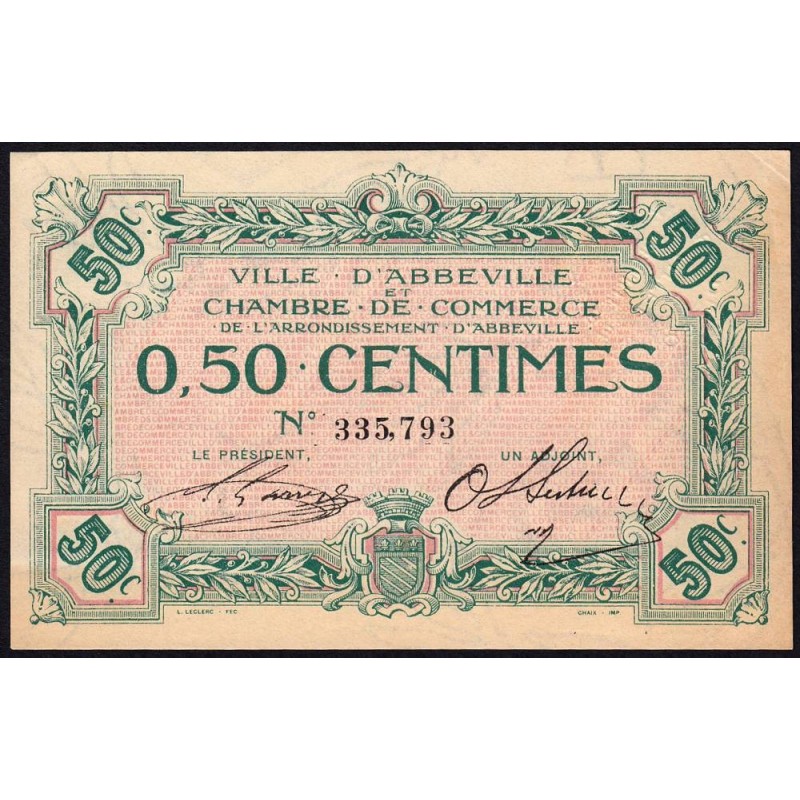 50c.
50c.
VILLE · D'ABBEVILLE
ET
CHAMBRE · DE · COMMERCE
DE · L'ARRONDISSEMENT · D'ABBEVILLE ·
0,50 · CENTIMES
N° 335,793
LE PRÉSIDENT, UN ADJOINT,
50c.
50c.
L. LECLERC - FEC. CHAIX - IMP.